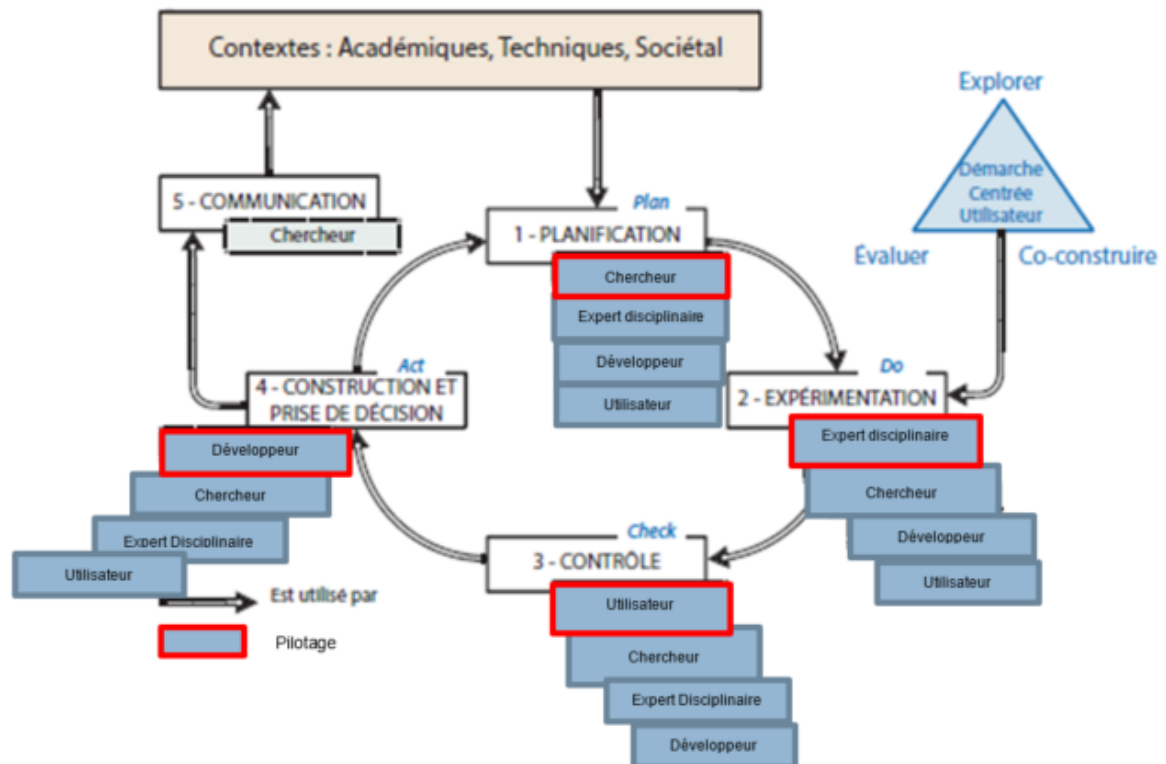 Contextes : Académiques, Techniques, Sociétal
Explorer
Démarche
Centrée
Utilisateur
Évaluer
Co-construire
5 - COMMUNICATION
Chercheur
Plan
1 - PLANIFICATION
Chercheur
Expert disciplinaire
Développeur
Utilisateur
Do
2 - EXPÉRIMENTATION
Expert disciplinaire
Chercheur
Développeur
Utilisateur
Act
4 - CONSTRUCTION ET
PRISE DE DÉCISION
Développeur
Chercheur
Expert Disciplinaire
Utilisateur
Check
3 - CONTRÔLE
Utilisateur
Chercheur
Expert Disciplinaire
Développeur
Est utilisé par
Pilotage